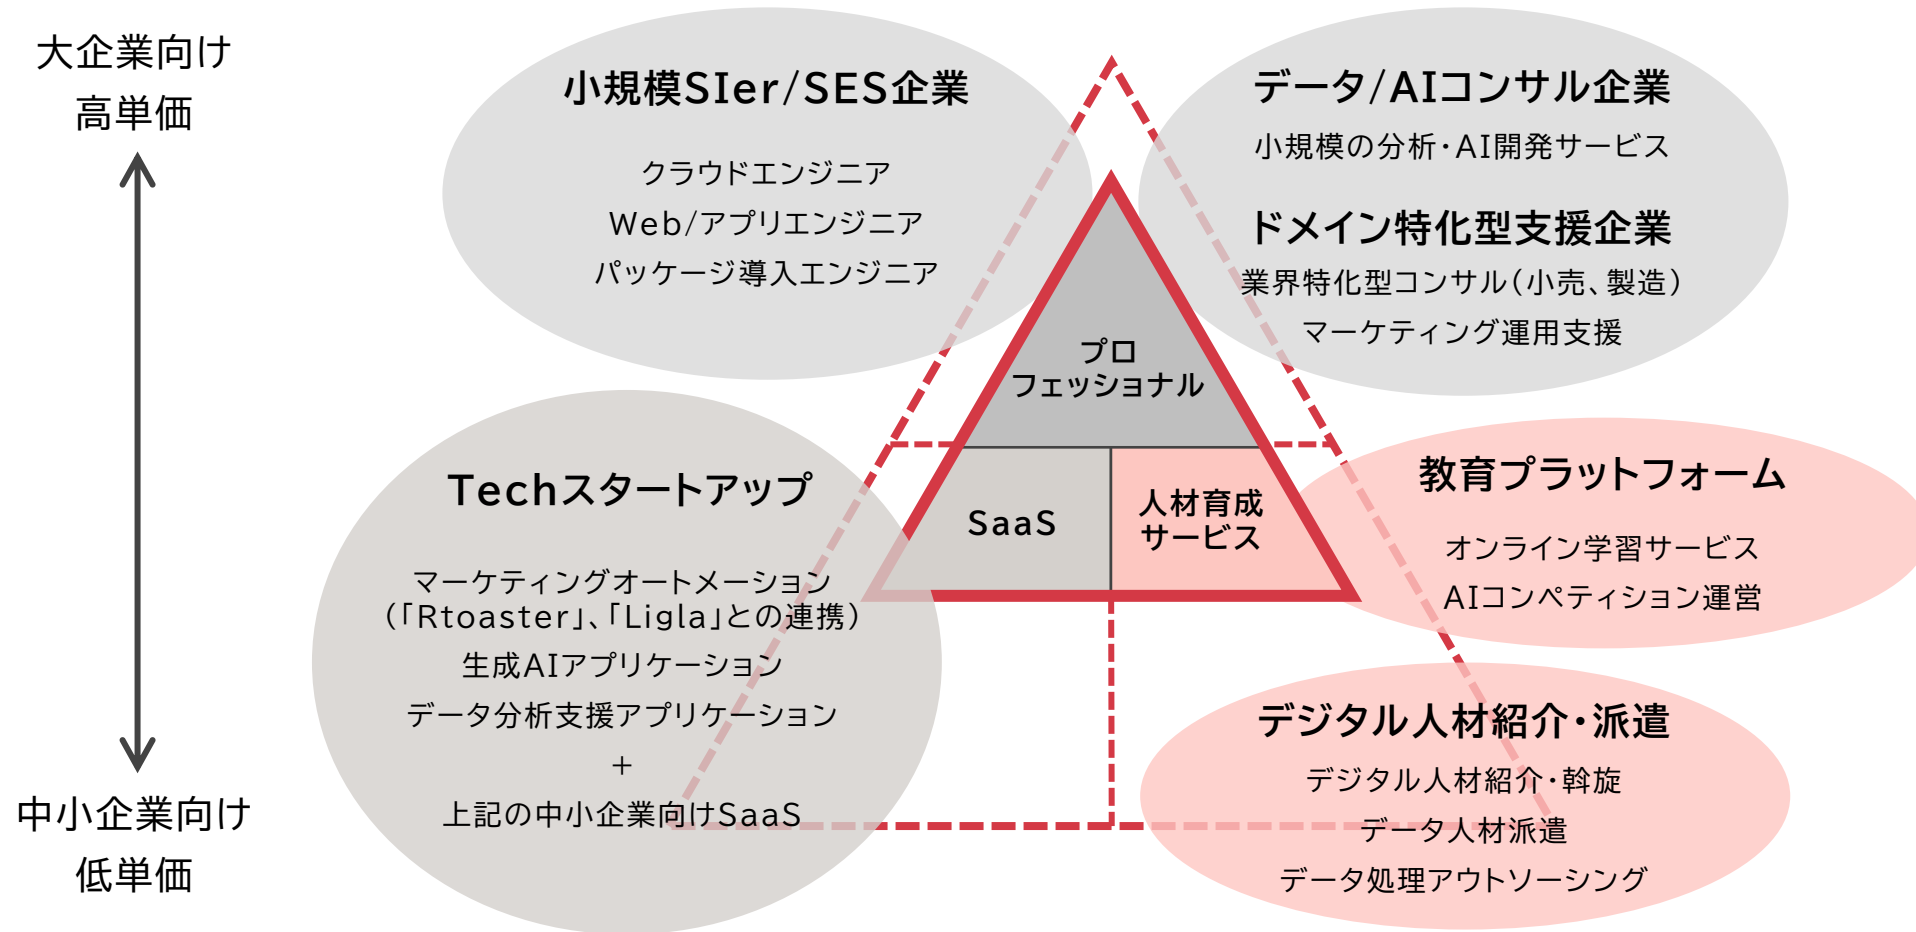 大企業向け
高単価
中小企業向け
低単価
小規模SIer/SES企業
クラウドエンジニア
Web/アプリエンジニア
パッケージ導入エンジニア
データ/AIコンサル企業
小規模の分析・AI開発サービス
ドメイン特化型支援企業
業界特化型コンサル(小売、製造)
マーケティング運用支援
プロ
フェッショナル
SaaS
人材育成
サービス
Techスタートアップ
マーケティングオートメーション
(「Rtoaster」、「Ligla」との連携)
生成AIアプリケーション
データ分析支援アプリケーション
+
上記の中小企業向けSaaS
教育プラットフォーム
オンライン学習サービス
AIコンペティション運営
デジタル人材紹介・派遣
デジタル人材紹介・斡旋
データ人材派遣
データ処理アウトソーシング